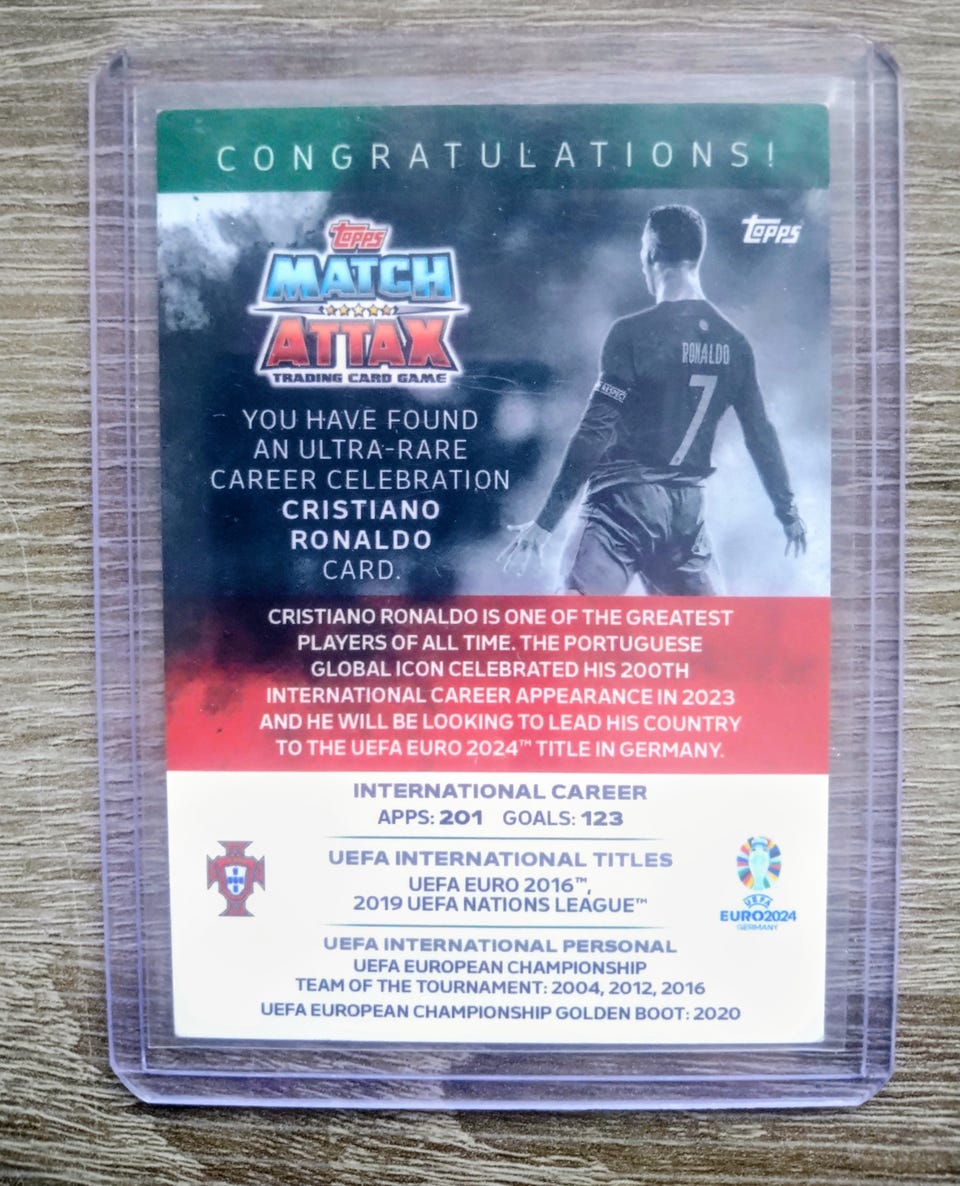 CONGRATULATIONS!
topps
topps
MATCH
ATTAX
TRADING CARD GAME
RONALDO
7
RESPECT
YOU HAVE FOUND
AN ULTRA-RARE
CAREER CELEBRATION
CRISTIANO
RONALDO
CARD.
CRISTIANO RONALDO IS ONE OF THE GREATEST
PLAYERS OF ALL TIME. THE PORTUGUESE
GLOBAL ICON CELEBRATED HIS 200TH
INTERNATIONAL CAREER APPEARANCE IN 2023
AND HE WILL BE LOOKING TO LEAD HIS COUNTRY
TO THE UEFA EURO 2024™ TITLE IN GERMANY.
INTERNATIONAL CAREER
APPS: 201 GOALS: 123
UEFA INTERNATIONAL TITLES
UEFA EURO 2016™,
2019 UEFA NATIONS LEAGUE™
UEFA
EURO2024
GERMANY
UEFA INTERNATIONAL PERSONAL
UEFA EUROPEAN CHAMPIONSHIP
TEAM OF THE TOURNAMENT: 2004, 2012, 2016
UEFA EUROPEAN CHAMPIONSHIP GOLDEN BOOT: 2020